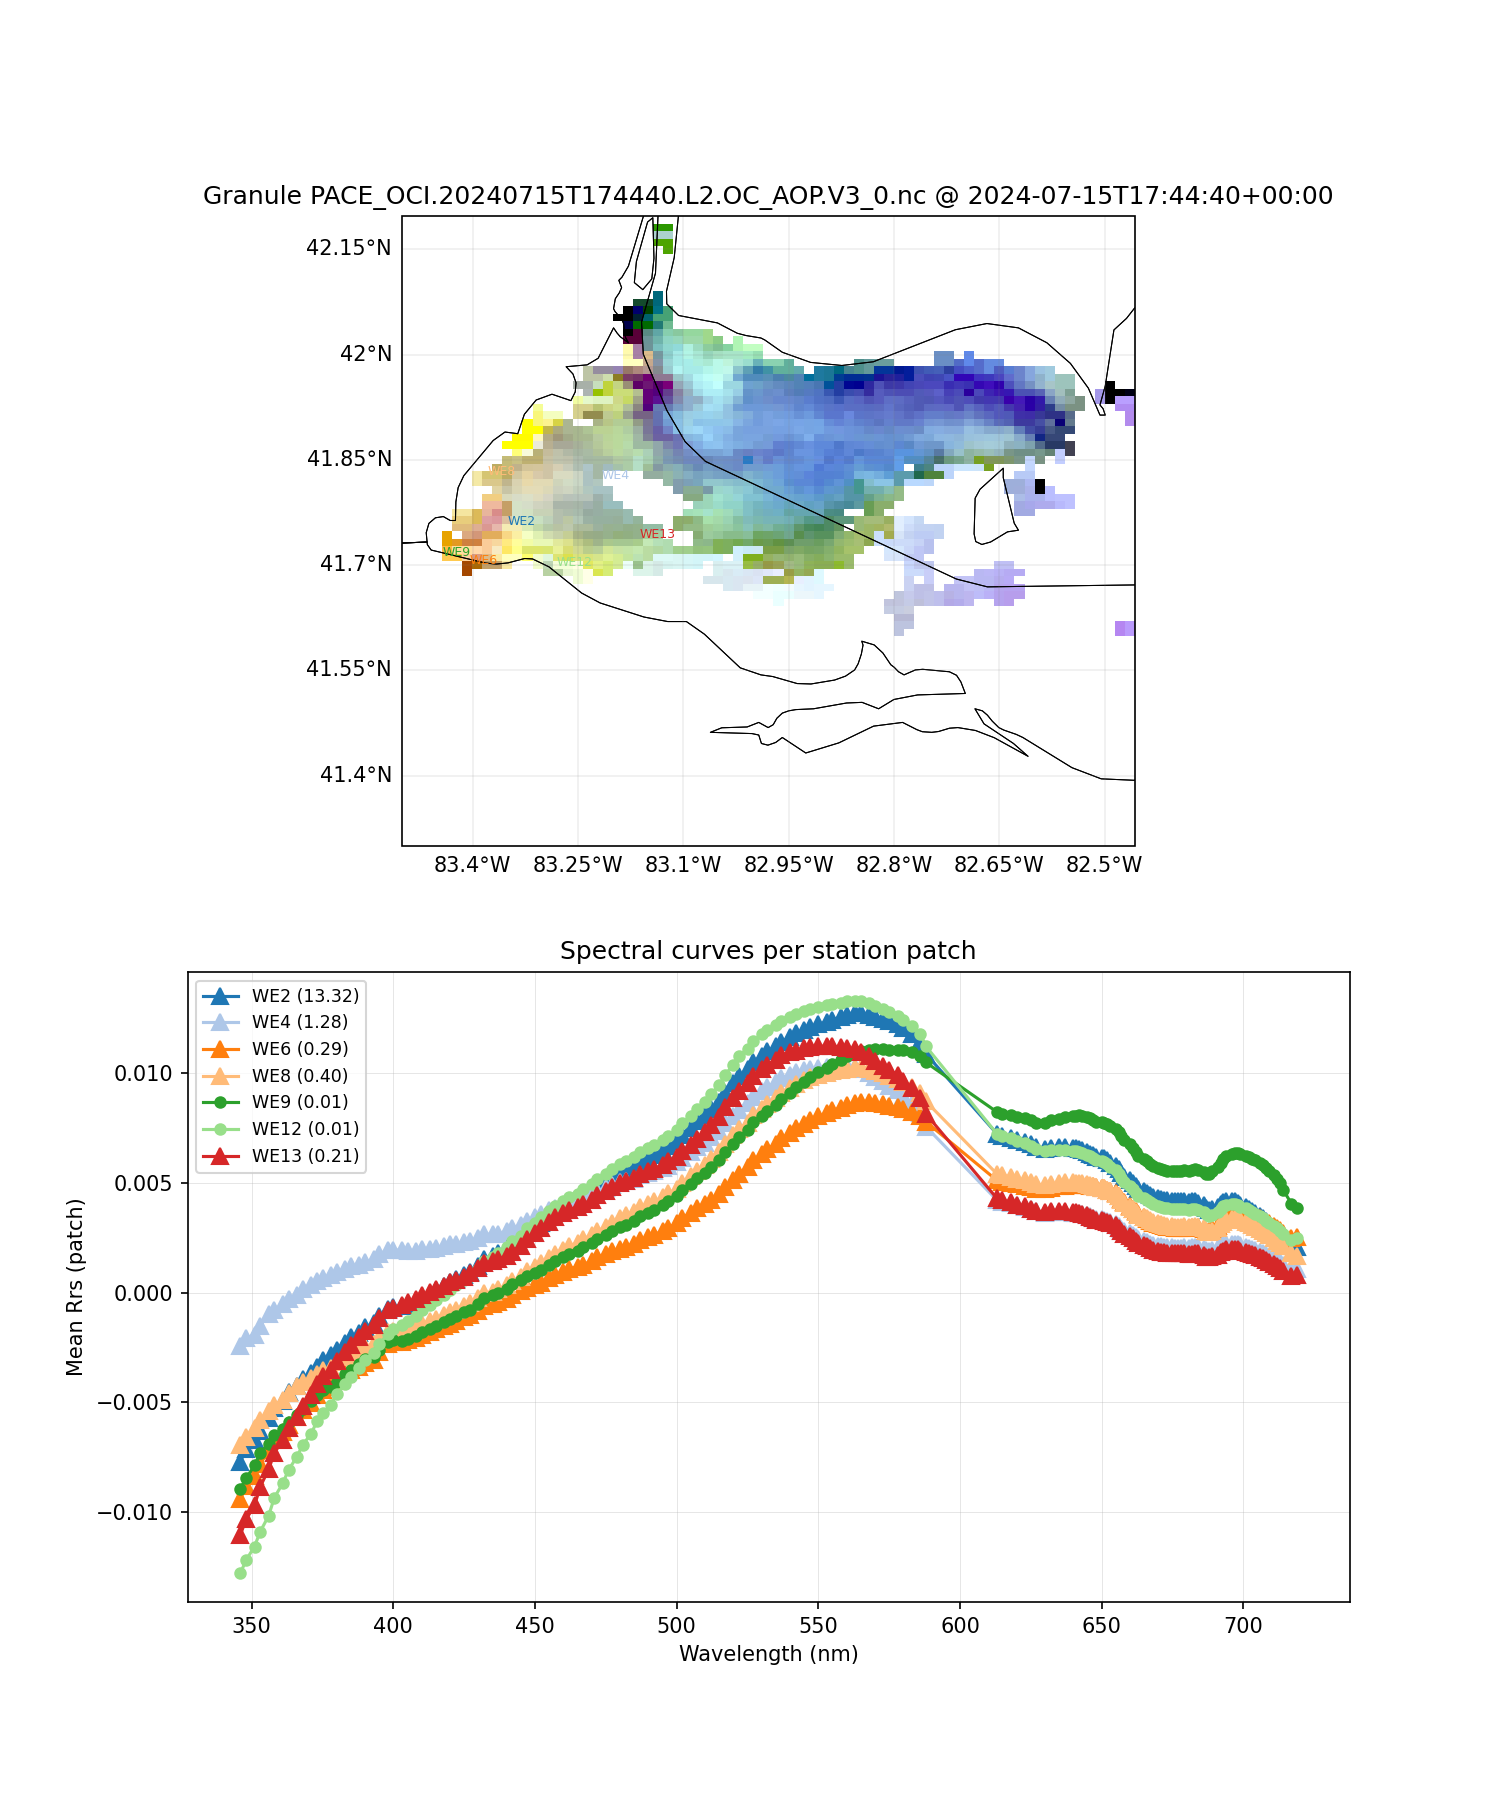 Granule PACE_OCI.20240715T174440.L2.OC_AOP.V3_0.nc @ 2024-07-15T17:44:40+00:00
42.15°N
42°N
41.85°N
41.7°N
41.55°N
41.4°N
WE8
WE4
WE2
WE13
WE9
WE6
WE12
83.4°W 83.25°W 83.1°W 82.95°W 82.8°W 82.65°W 82.5°W
Spectral curves per station patch
WE2 (13.32)
WE4 (1.28)
WE6 (0.29)
WE8 (0.40)
WE9 (0.01)
WE12 (0.01)
WE13 (0.21)
0.010
0.005
0.000
−0.005
−0.010
Mean Rrs (patch)
350 400 450 500 550 600 650 700
Wavelength (nm)